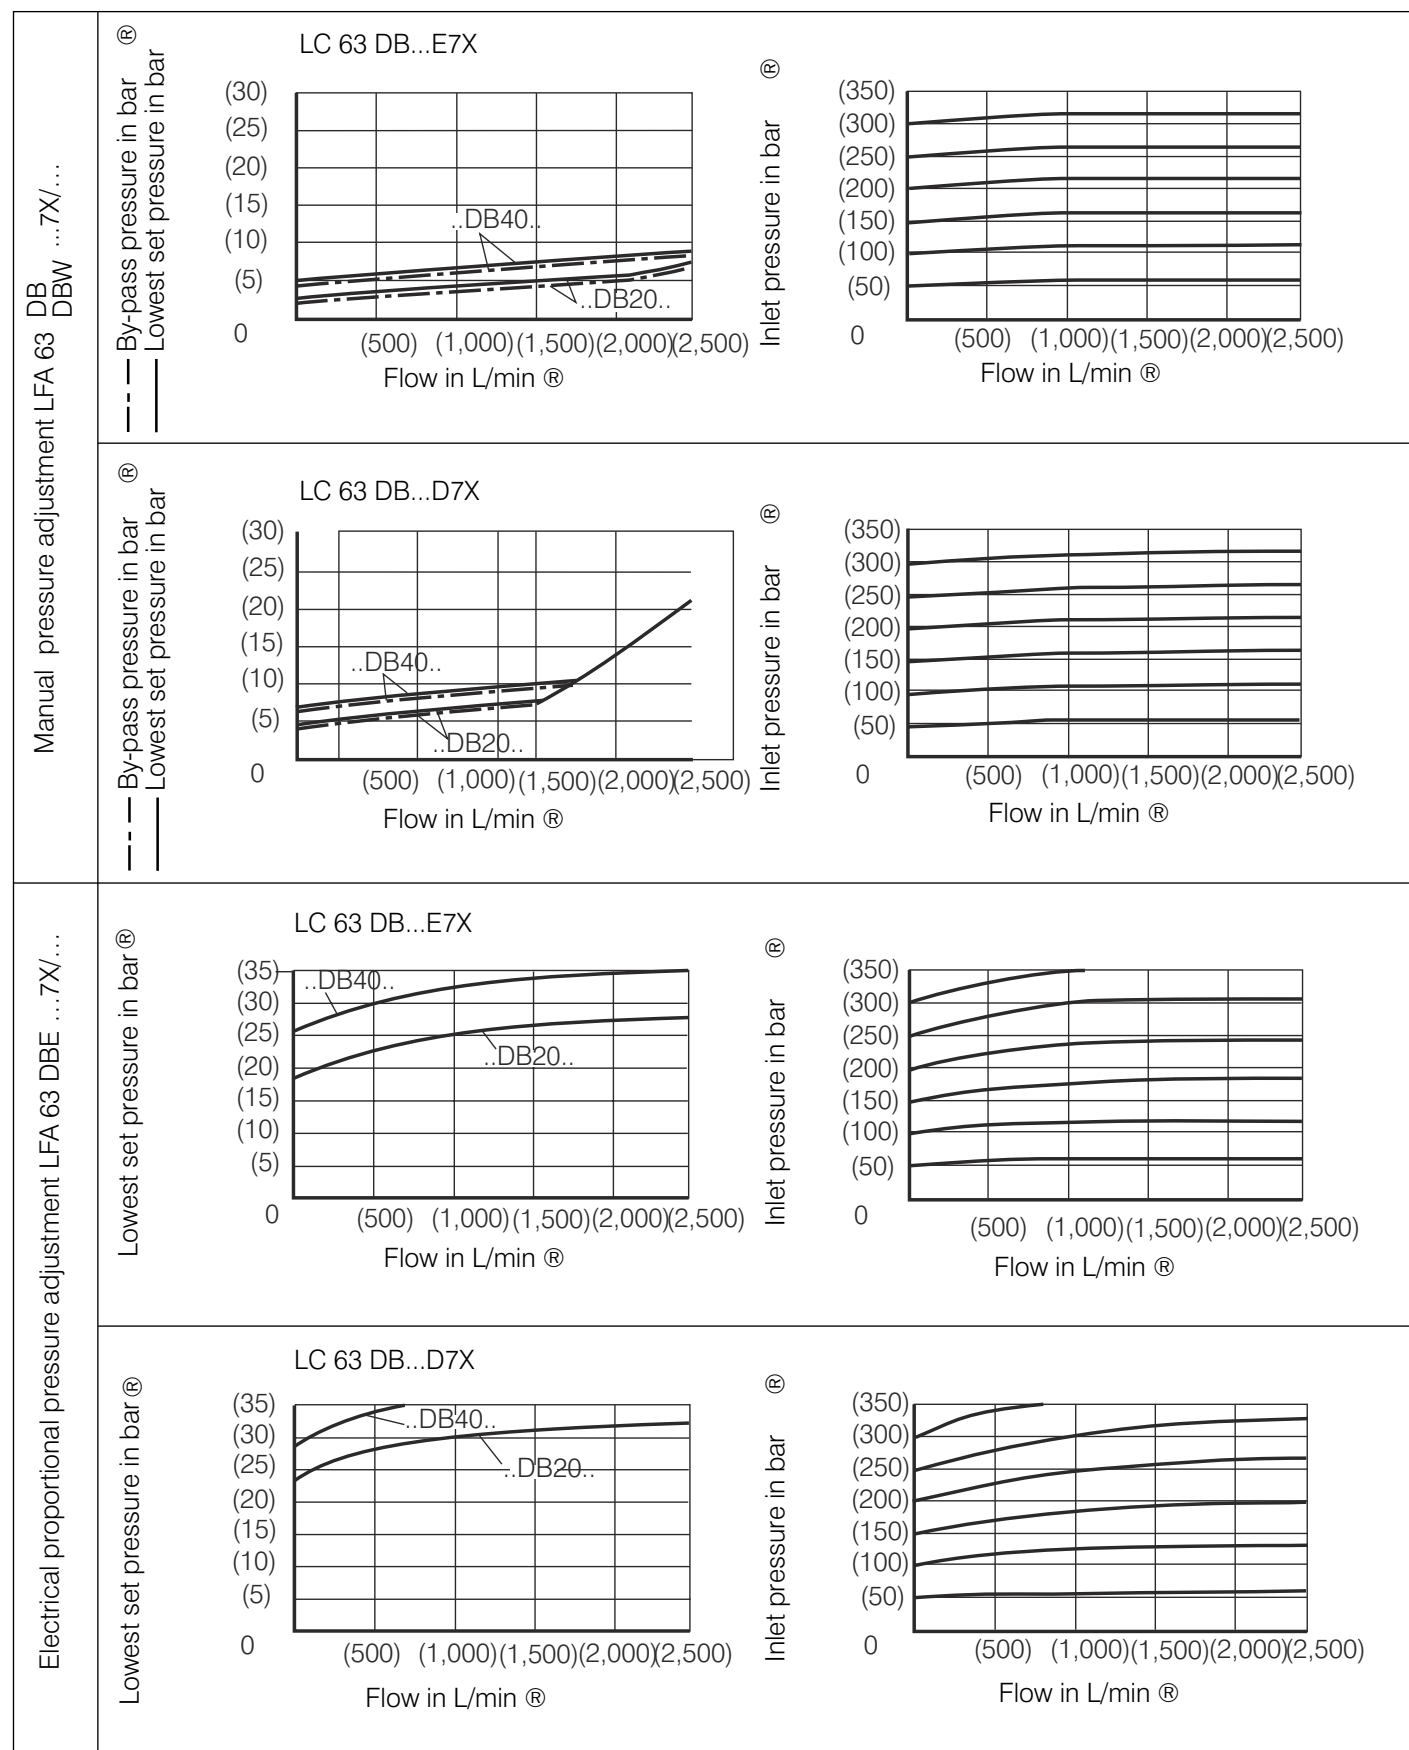 Manual pressure adjustment LFA 63 DB
DBW ...7X/...
LC 63 DB...E7X
By-pass pressure in bar ®
Lowest set pressure in bar
(30)
(25)
(20)
(15)
(10)
(5)
0
..DB40..
..DB20..
(500) (1,000) (1,500) (2,000) (2,500)
Flow in L/min ®
Inlet pressure in bar ®
(350)
(300)
(250)
(200)
(150)
(100)
(50)
0
(500) (1,000) (1,500) (2,000) (2,500)
Flow in L/min ®
LC 63 DB...D7X
By-pass pressure in bar ®
Lowest set pressure in bar
(30)
(25)
(20)
(15)
(10)
(5)
0
..DB40..
..DB20..
(500) (1,000) (1,500) (2,000) (2,500)
Flow in L/min ®
Inlet pressure in bar ®
(350)
(300)
(250)
(200)
(150)
(100)
(50)
0
(500) (1,000) (1,500) (2,000) (2,500)
Flow in L/min ®
Electrical proportional pressure adjustment LFA 63 DBE ...7X/...
LC 63 DB...E7X
Lowest set pressure in bar ®
(35)
(30)
(25)
(20)
(15)
(10)
(5)
0
..DB40..
..DB20..
(500) (1,000) (1,500) (2,000) (2,500)
Flow in L/min ®
Inlet pressure in bar ®
(350)
(300)
(250)
(200)
(150)
(100)
(50)
0
(500) (1,000) (1,500) (2,000) (2,500)
Flow in L/min ®
LC 63 DB...D7X
Lowest set pressure in bar ®
(35)
(30)
(25)
(20)
(15)
(10)
(5)
0
..DB40..
..DB20..
(500) (1,000) (1,500) (2,000) (2,500)
Flow in L/min ®
Inlet pressure in bar ®
(350)
(300)
(250)
(200)
(150)
(100)
(50)
0
(500) (1,000) (1,500) (2,000) (2,500)
Flow in L/min ®